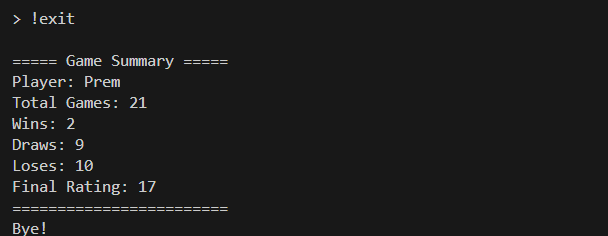 > !exit
===== Game Summary =====
Player: Prem
Total Games: 21
Wins: 2
Draws: 9
Loses: 10
Final Rating: 17
========================
Bye!